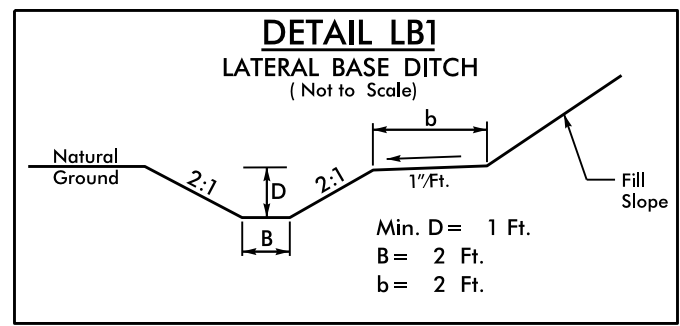 DETAIL LB1
LATERAL BASE DITCH
( Not to Scale)
b
Natural
Ground
2:1
D
2:1
1"/Ft.
Fill
Slope
B
Min. D = 1 Ft.
B = 2 Ft.
b = 2 Ft.